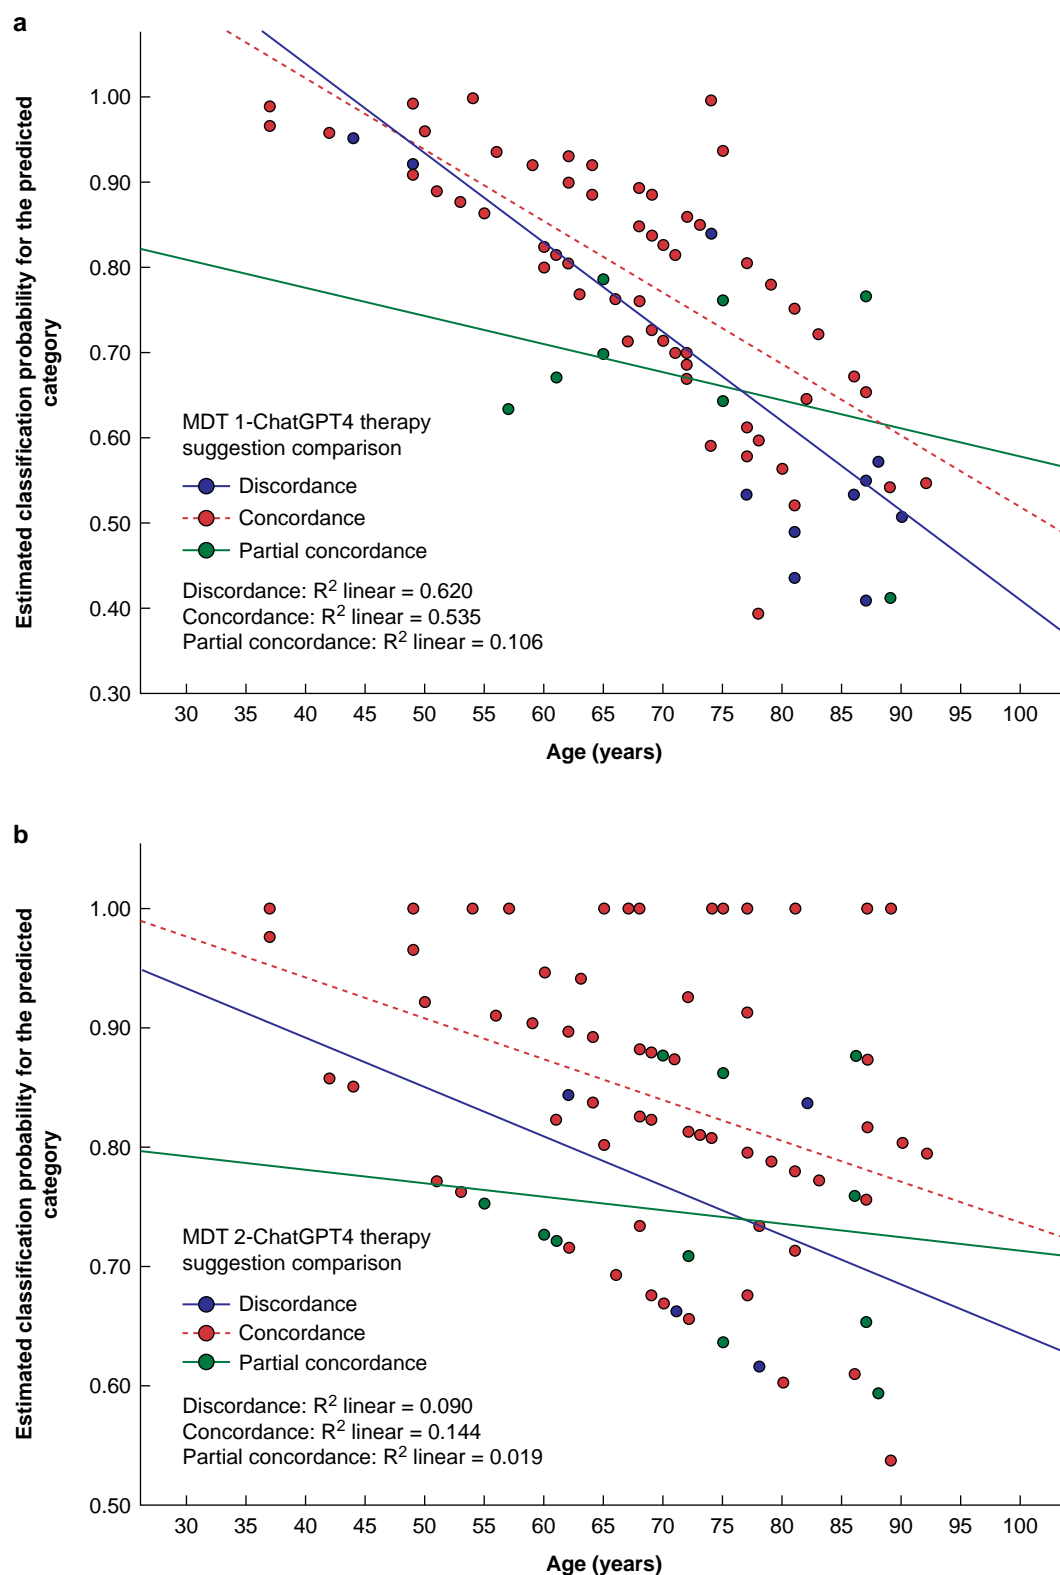 a
Estimated classification probability for the predicted
category
1.00
0.90
0.80
0.70
0.60
0.50
0.40
0.30
MDT 1-ChatGPT4 therapy
suggestion comparison
Discordance
Concordance
Partial concordance
Discordance: R² linear = 0.620
Concordance: R² linear = 0.535
Partial concordance: R² linear = 0.106
30 35 40 45 50 55 60 65 70 75 80 85 90 95 100
Age (years)
b
Estimated classification probability for the predicted
category
1.00
0.90
0.80
0.70
0.60
0.50
MDT 2-ChatGPT4 therapy
suggestion comparison
Discordance
Concordance
Partial concordance
Discordance: R² linear = 0.090
Concordance: R² linear = 0.144
Partial concordance: R² linear = 0.019
30 35 40 45 50 55 60 65 70 75 80 85 90 95 100
Age (years)